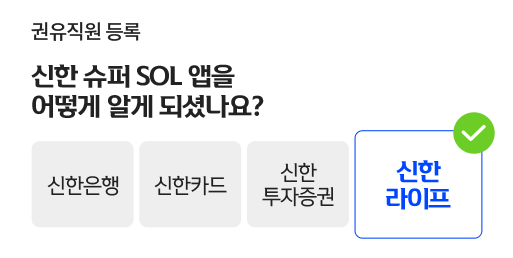 권유직원 등록
신한 슈퍼 SOL 앱을
어떻게 알게 되셨나요?
신한은행
신한카드
신한
투자증권
신한
라이프